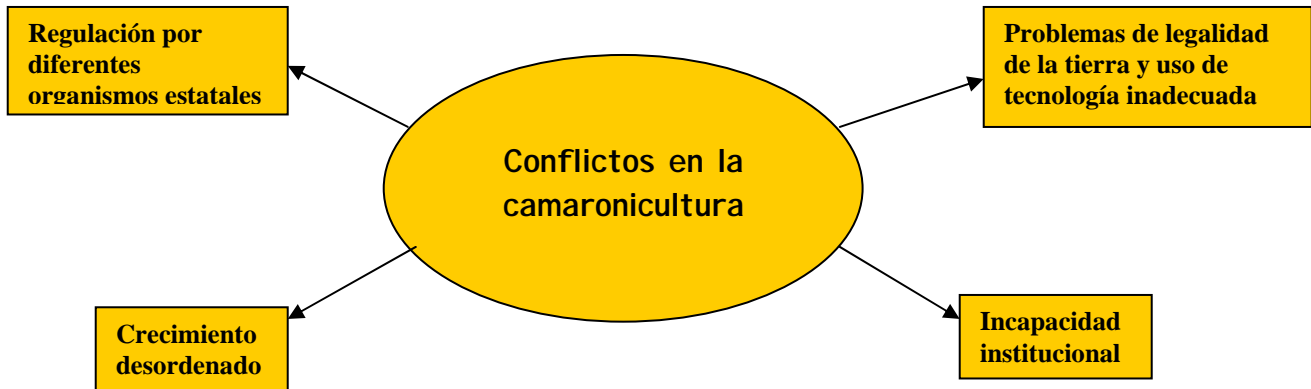 Regulación por
diferentes
organismos estatales
Problemas de legalidad
de la tierra y uso de
tecnología inadecuada
Conflictos en la
camaronicultura
Crecimiento
desordenado
Incapacidad
institucional